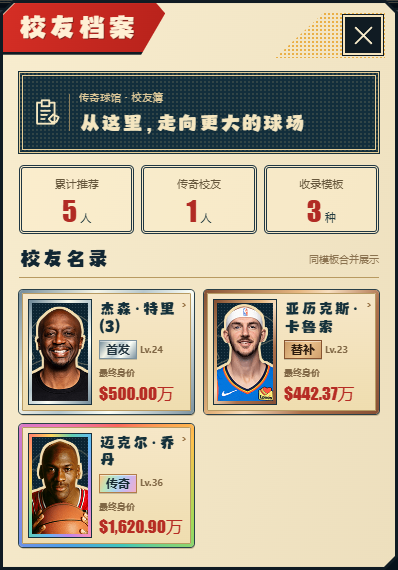 校友档案
传奇球馆 · 校友簿
从这里,走向更大的球场
累计推荐
5人
传奇校友
1人
收录模板
3种
校友名录
同模板合并展示
杰森·特里
(3)
首发 Lv.24
最终身价
$500.00万
亚历克斯·
卡鲁索
替补 Lv.23
最终身价
$442.37万
迈克尔·乔
丹
传奇 Lv.36
最终身价
$1,620.90万